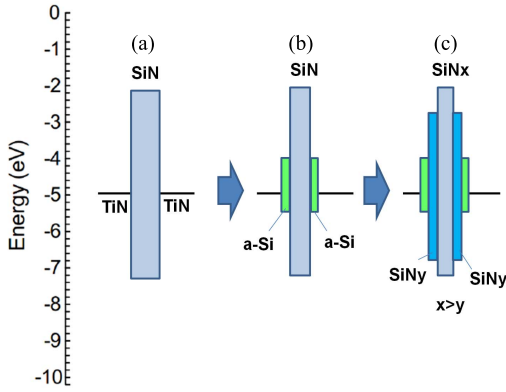 0
-1
-2
-3
-4
-5
-6
-7
-8
-9
-10
Energy (eV)
(a)
SiN
TiN
TiN
(b)
SiN
a-Si
a-Si
(c)
SiNx
SiNy
SiNy
x>y